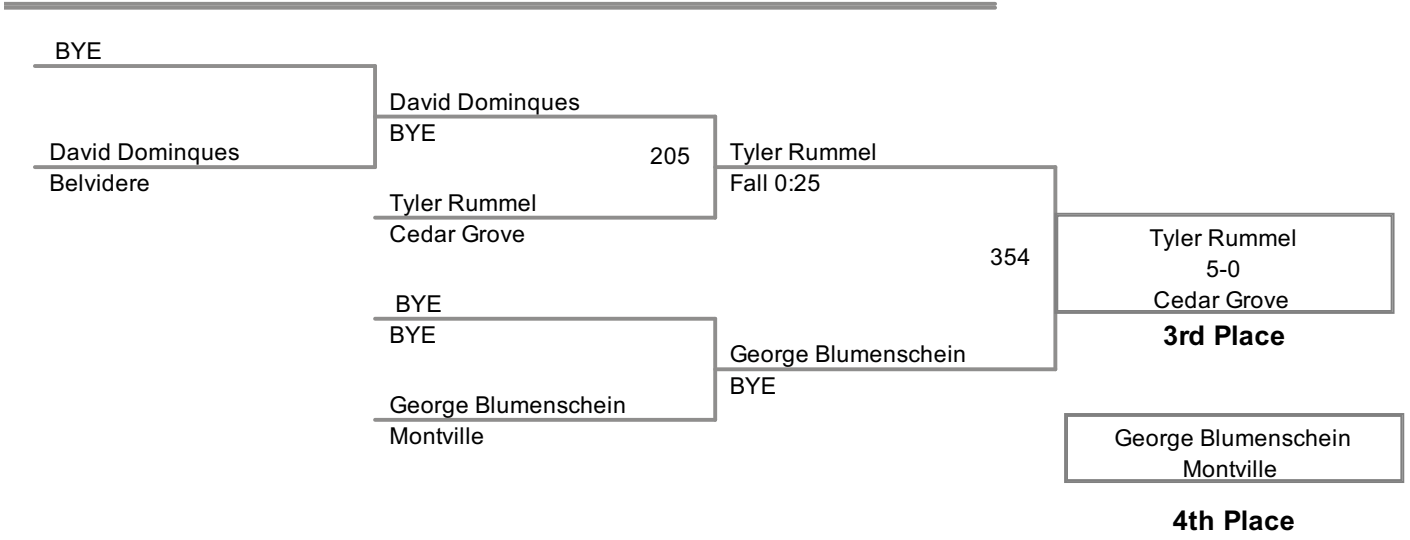 BYE
David Dominques
Belvidere
David Dominques
BYE
205
Tyler Rummel
Cedar Grove
BYE
BYE
George Blumenschein
Montville
Tyler Rummel
Fall 0:25
354
George Blumenschein
BYE
Tyler Rummel
5-0
Cedar Grove
3rd Place
George Blumenschein
Montville
4th Place